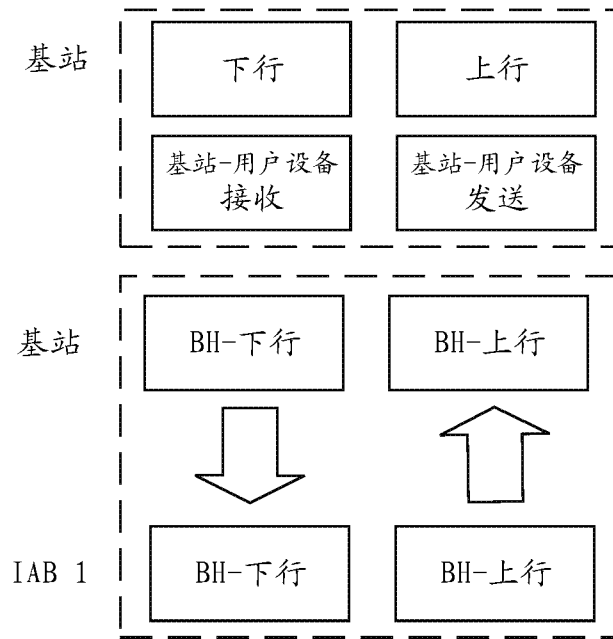 基站
下行
上行
基站-用户设备
接收
基站-用户设备
发送
基站
BH-下行
BH-上行
IAB 1
BH-下行
BH-上行